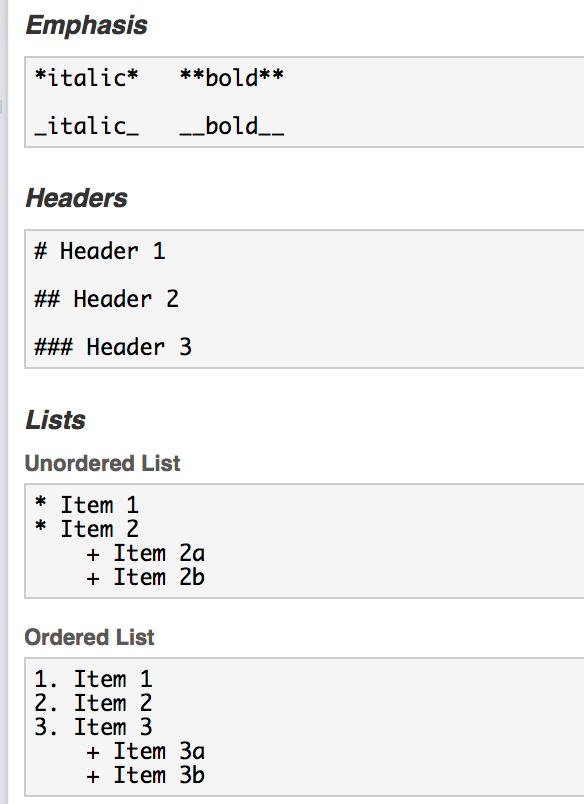 Emphasis
*italic*   **bold**
_italic_   __bold__
Headers
# Header 1
## Header 2
### Header 3
Lists
Unordered List
* Item 1
* Item 2
    + Item 2a
    + Item 2b
Ordered List
1. Item 1
2. Item 2
3. Item 3
    + Item 3a
    + Item 3b